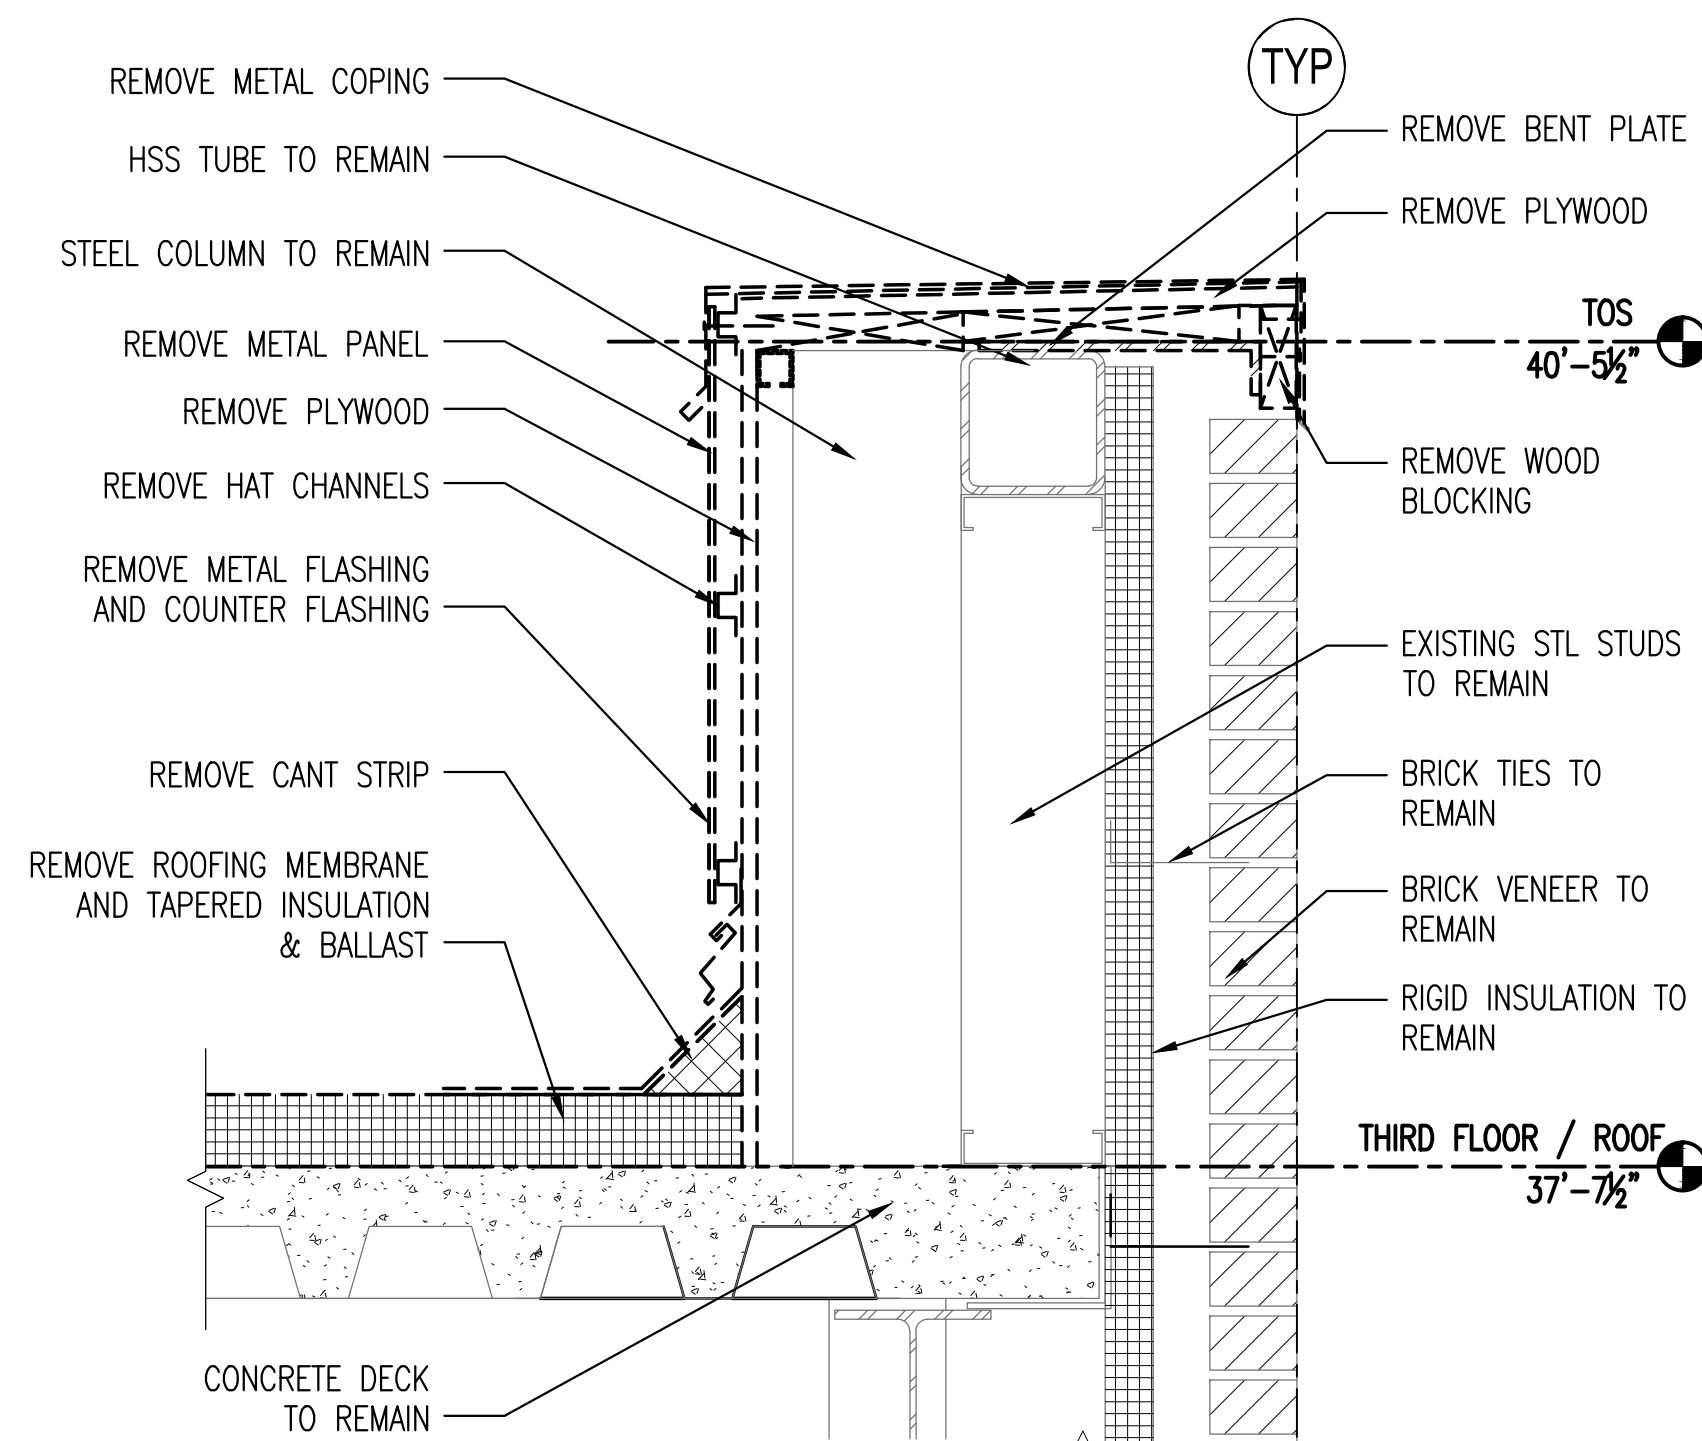 TYP
REMOVE METAL COPING
HSS TUBE TO REMAIN
STEEL COLUMN TO REMAIN
REMOVE METAL PANEL
REMOVE PLYWOOD
REMOVE HAT CHANNELS
REMOVE METAL FLASHING
AND COUNTER FLASHING
REMOVE CANT STRIP
REMOVE ROOFING MEMBRANE
AND TAPERED INSULATION
& BALLAST
CONCRETE DECK
TO REMAIN
REMOVE BENT PLATE
REMOVE PLYWOOD
TOS
40'-5½"
REMOVE WOOD
BLOCKING
EXISTING STL STUDS
TO REMAIN
BRICK TIES TO
REMAIN
BRICK VENEER TO
REMAIN
RIGID INSULATION TO
REMAIN
THIRD FLOOR / ROOF
37'-7½"